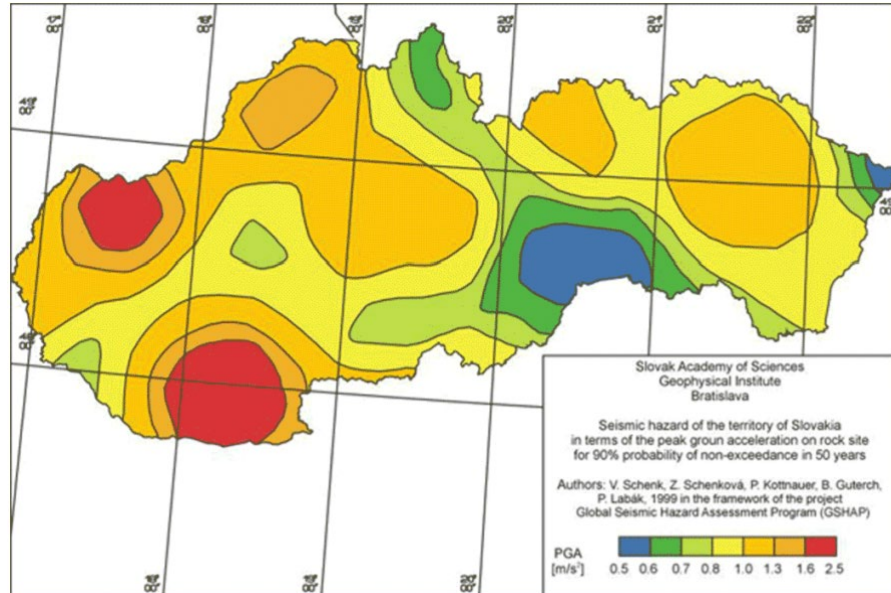 Slovak Academy of Sciences
Geophysical Institute
Bratislava
Seismic hazard of the territory of Slovakia
in terms of the peak groun acceleration on rock site
for 90% probability of non-exceedance in 50 years
Authors: V. Schenk, Z. Schenková, P. Kottnauer, B. Guterch,
P. Labák, 1999 in the framework of the project
Global Seismic Hazard Assessment Program (GSHAP)
PGA
[m/s²] 0.5 0.6 0.7 0.8 1.0 1.3 1.6 2.5